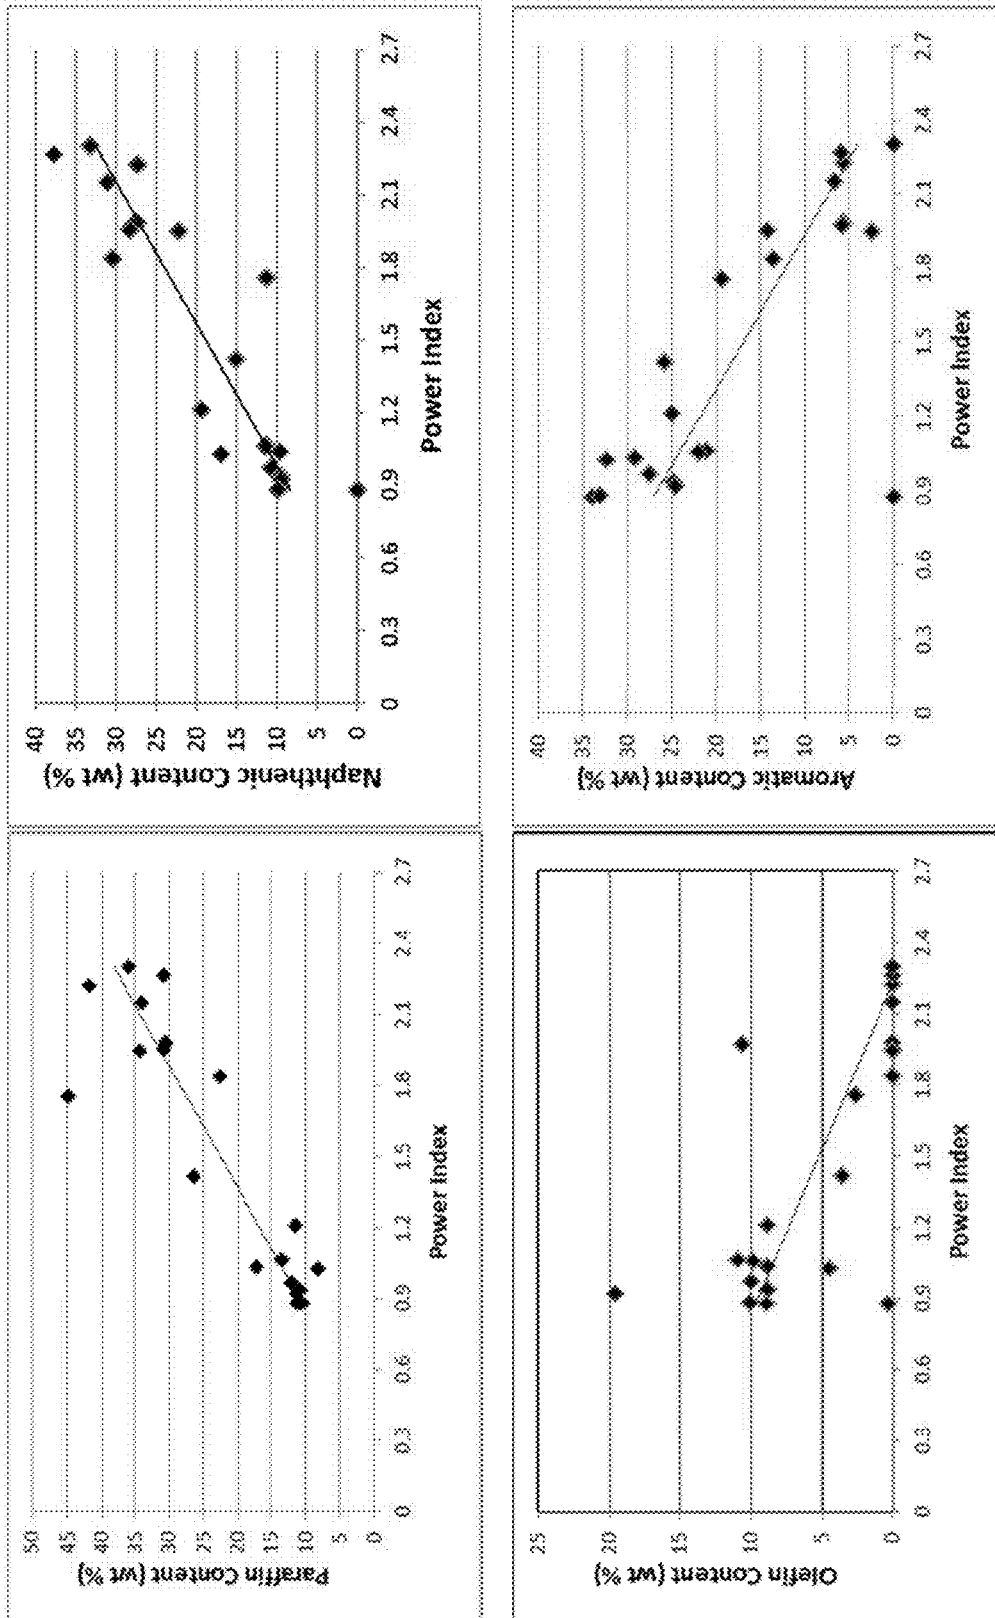 Paraffin Content (wt %)
50
45
40
35
30
25
20
15
10
5
0
0 0.3 0.6 0.9 1.2 1.5 1.8 2.1 2.4 2.7
Power Index
Naphthenic Content (wt %)
40
35
30
25
20
15
10
5
0
0 0.3 0.6 0.9 1.2 1.5 1.8 2.1 2.4 2.7
Power Index
Olefin Content (wt %)
25
20
15
10
5
0
0 0.3 0.6 0.9 1.2 1.5 1.8 2.1 2.4 2.7
Power Index
Aromatic Content (wt %)
40
35
30
25
20
15
10
5
0
0 0.3 0.6 0.9 1.2 1.5 1.8 2.1 2.4 2.7
Power Index